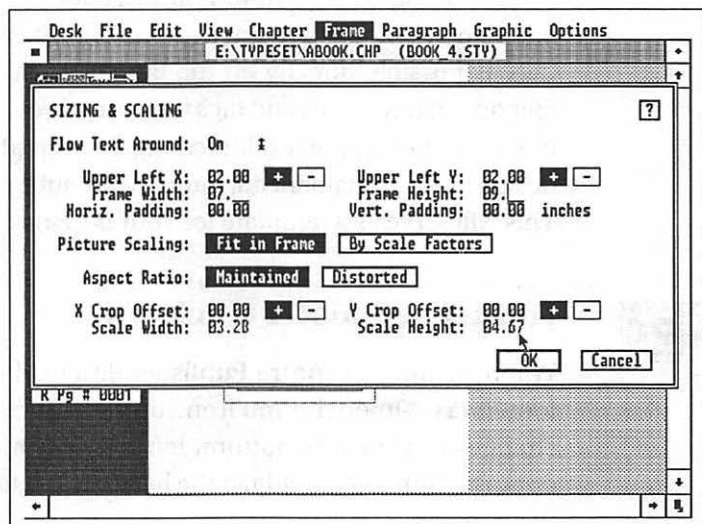 Desk File Edit View Chapter Frame Paragraph Graphic Options
E:\TYPESET\ABOOK.CHP (BOOK_4.STY)
SIZING & SCALING ?
Flow Text Around: On
Upper Left X: 02.00 + - Upper Left Y: 02.00 + -
Frame Width: 07. Frame Height: 09.
Horiz. Padding: 00.00 Vert. Padding: 00.00 inches
Picture Scaling: Fit in Frame By Scale Factors
Aspect Ratio: Maintained Distorted
X Crop Offset: 00.00 + - Y Crop Offset: 00.00 + -
Scale Width: 03.28 Scale Height: 04.67
OK Cancel
R Pg # 0001